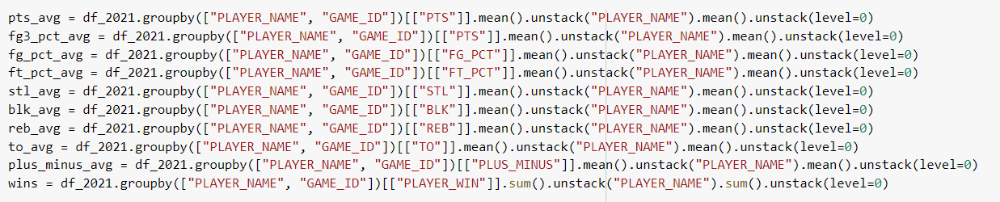 pts_avg = df_2021.groupby(["PLAYER_NAME", "GAME_ID"])[["PTS"]].mean().unstack("PLAYER_NAME").mean().unstack(level=0)
fg3_pct_avg = df_2021.groupby(["PLAYER_NAME", "GAME_ID"])[["PTS"]].mean().unstack("PLAYER_NAME").mean().unstack(level=0)
fg_pct_avg = df_2021.groupby(["PLAYER_NAME", "GAME_ID"])[["FG_PCT"]].mean().unstack("PLAYER_NAME").mean().unstack(level=0)
ft_pct_avg = df_2021.groupby(["PLAYER_NAME", "GAME_ID"])[["FT_PCT"]].mean().unstack("PLAYER_NAME").mean().unstack(level=0)
stl_avg = df_2021.groupby(["PLAYER_NAME", "GAME_ID"])[["STL"]].mean().unstack("PLAYER_NAME").mean().unstack(level=0)
blk_avg = df_2021.groupby(["PLAYER_NAME", "GAME_ID"])[["BLK"]].mean().unstack("PLAYER_NAME").mean().unstack(level=0)
reb_avg = df_2021.groupby(["PLAYER_NAME", "GAME_ID"])[["REB"]].mean().unstack("PLAYER_NAME").mean().unstack(level=0)
to_avg = df_2021.groupby(["PLAYER_NAME", "GAME_ID"])[["TO"]].mean().unstack("PLAYER_NAME").mean().unstack(level=0)
plus_minus_avg = df_2021.groupby(["PLAYER_NAME", "GAME_ID"])[["PLUS_MINUS"]].mean().unstack("PLAYER_NAME").mean().unstack(level=0)
wins = df_2021.groupby(["PLAYER_NAME", "GAME_ID"])[["PLAYER_WIN"]].sum().unstack("PLAYER_NAME").sum().unstack(level=0)